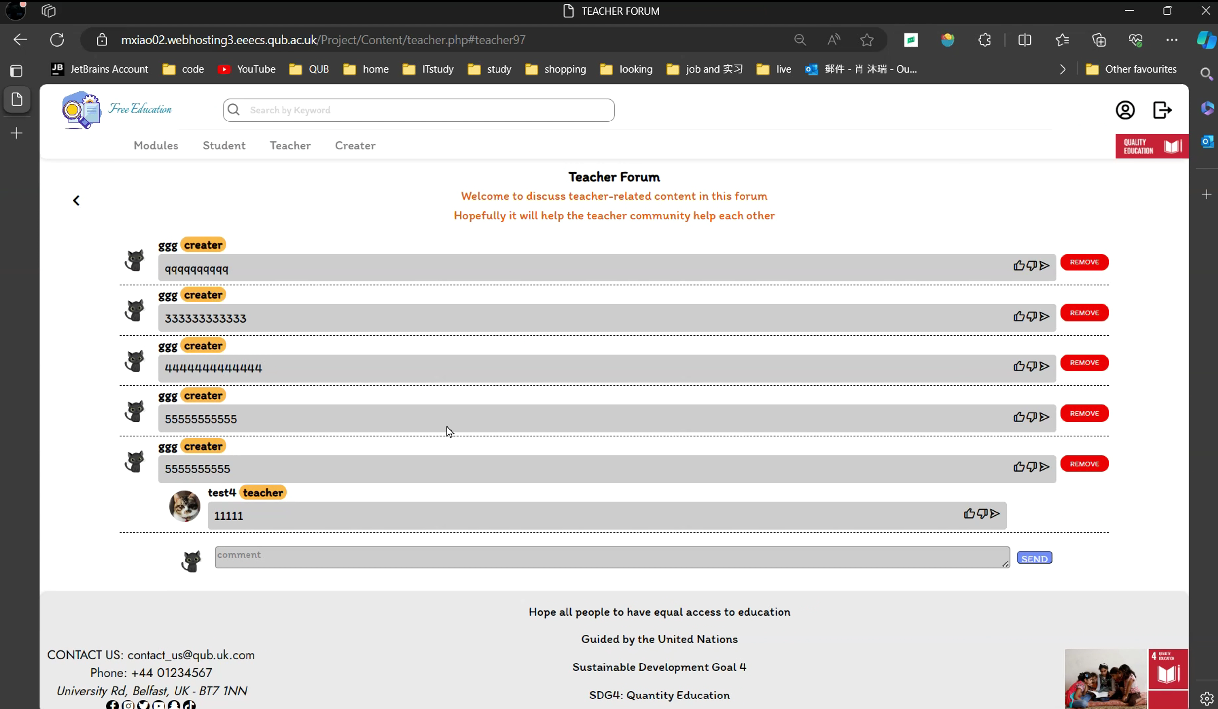 TEACHER FORUM
mxiao02.webhosting3.eeecs.qub.ac.uk/Project/Content/teacher.php#teacher97
JetBrains Account code YouTube QUB home ITstudy study shopping looking job and 实习 live 郵件 - 肖 沐瑞 - Ou... Other favourites
Free Education
Search by Keyword
Modules Student Teacher Creater
QUALITY
EDUCATION
Teacher Forum
Welcome to discuss teacher-related content in this forum
Hopefully it will help the teacher community help each other
ggg creater
qqqqqqqqqq
REMOVE
ggg creater
333333333333
REMOVE
ggg creater
4444444444444
REMOVE
ggg creater
55555555555
REMOVE
ggg creater
5555555555
REMOVE
test4 teacher
11111
comment
SEND
Hope all people to have equal access to education
Guided by the United Nations
Sustainable Development Goal 4
SDG4: Quantity Education
CONTACT US: contact_us@qub.uk.com
Phone: +44 01234567
University Rd, Belfast, UK - BT7 1NN
4 QUALITY
EDUCATION